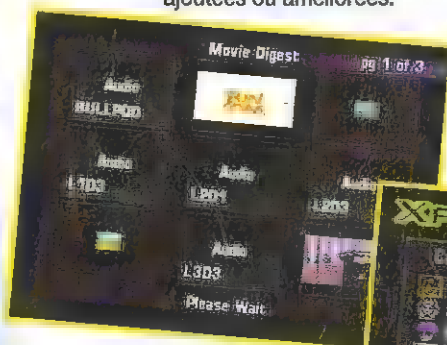 ajoutées ou améliorées.
Movie Digest
pg 1 of 3
Audio
BULLPOD
Audio
L1D3
Audio
Audio
L2D3
Audio
L3D3
Please Wait